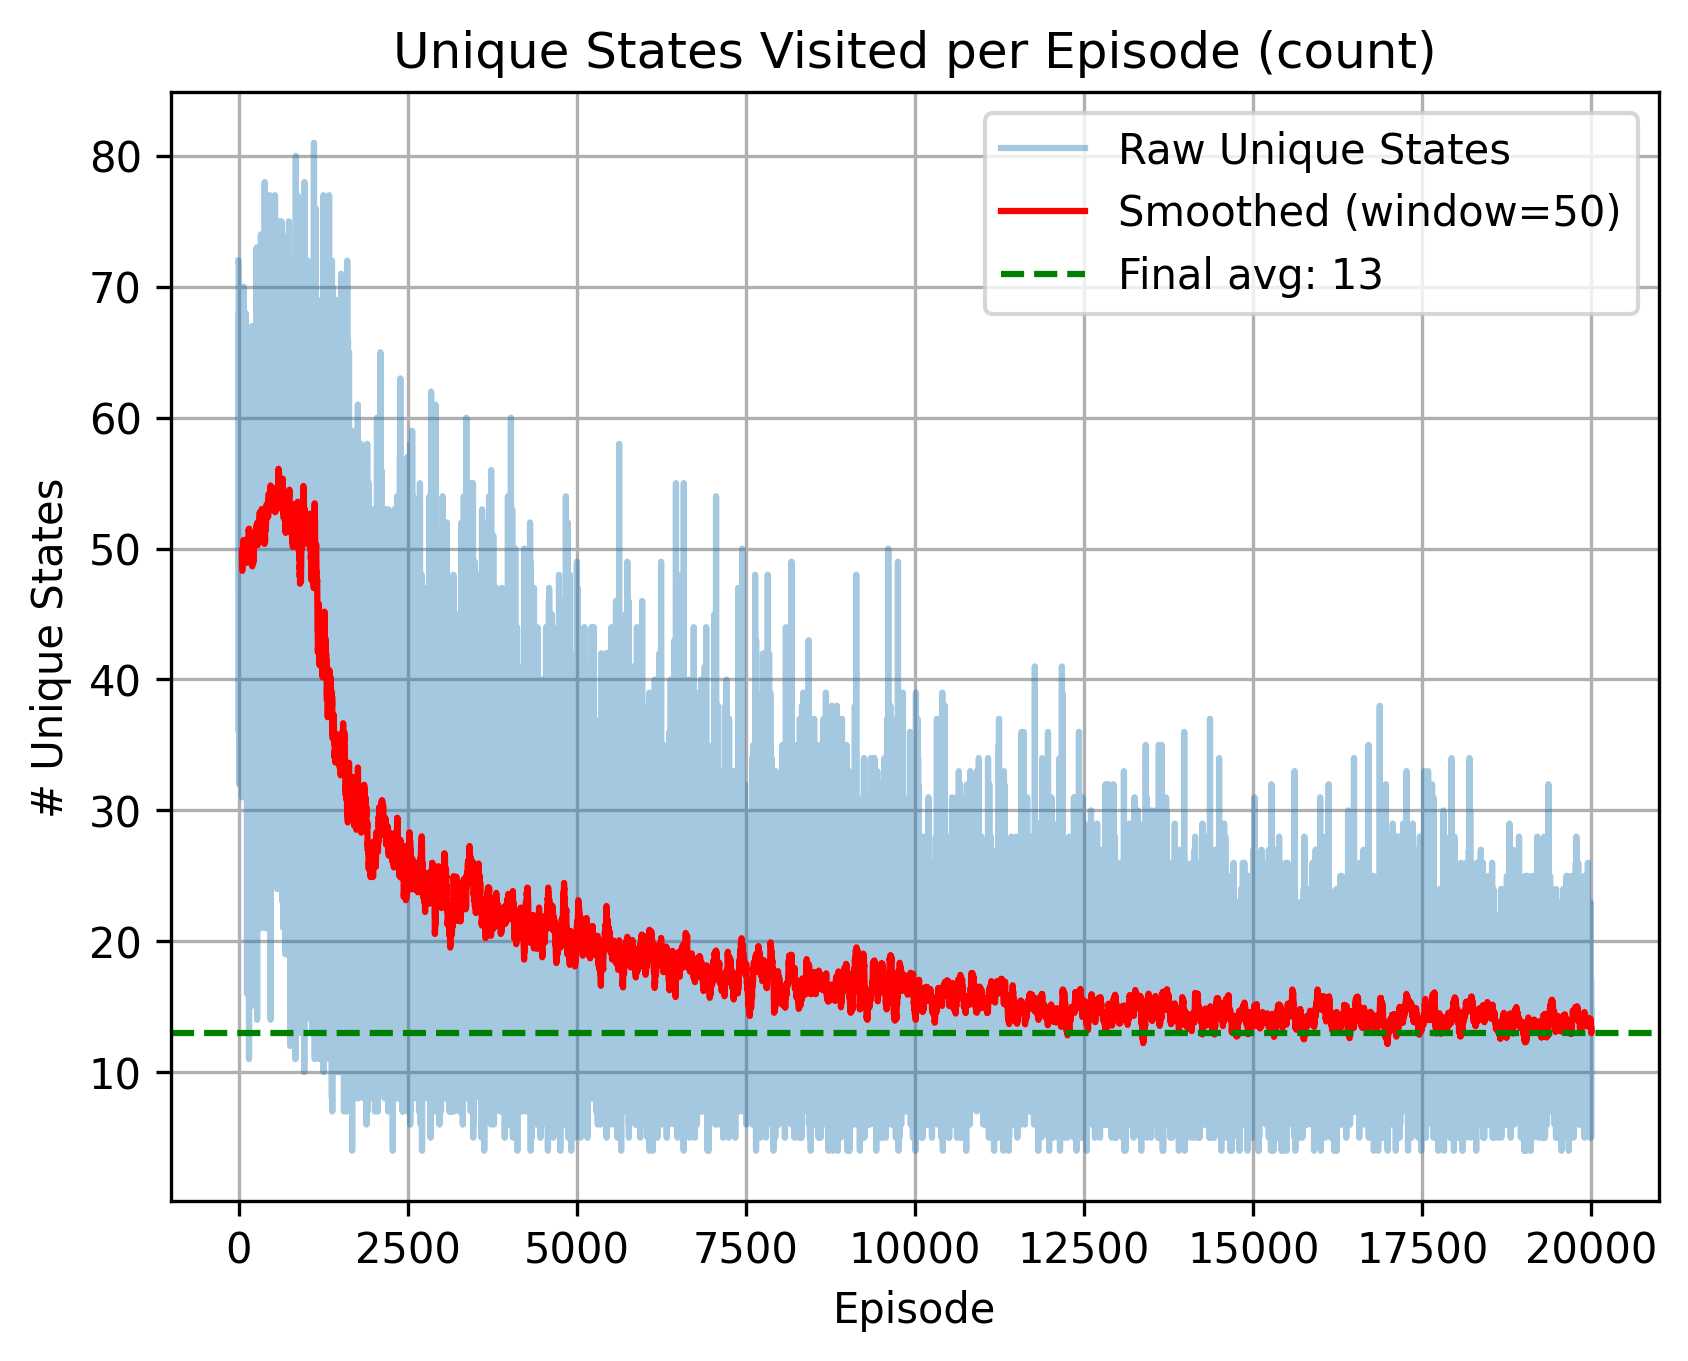 Unique States Visited per Episode (count)
Raw Unique States
Smoothed (window=50)
Final avg: 13
# Unique States
80
70
60
50
40
30
20
10
0 2500 5000 7500 10000 12500 15000 17500 20000
Episode